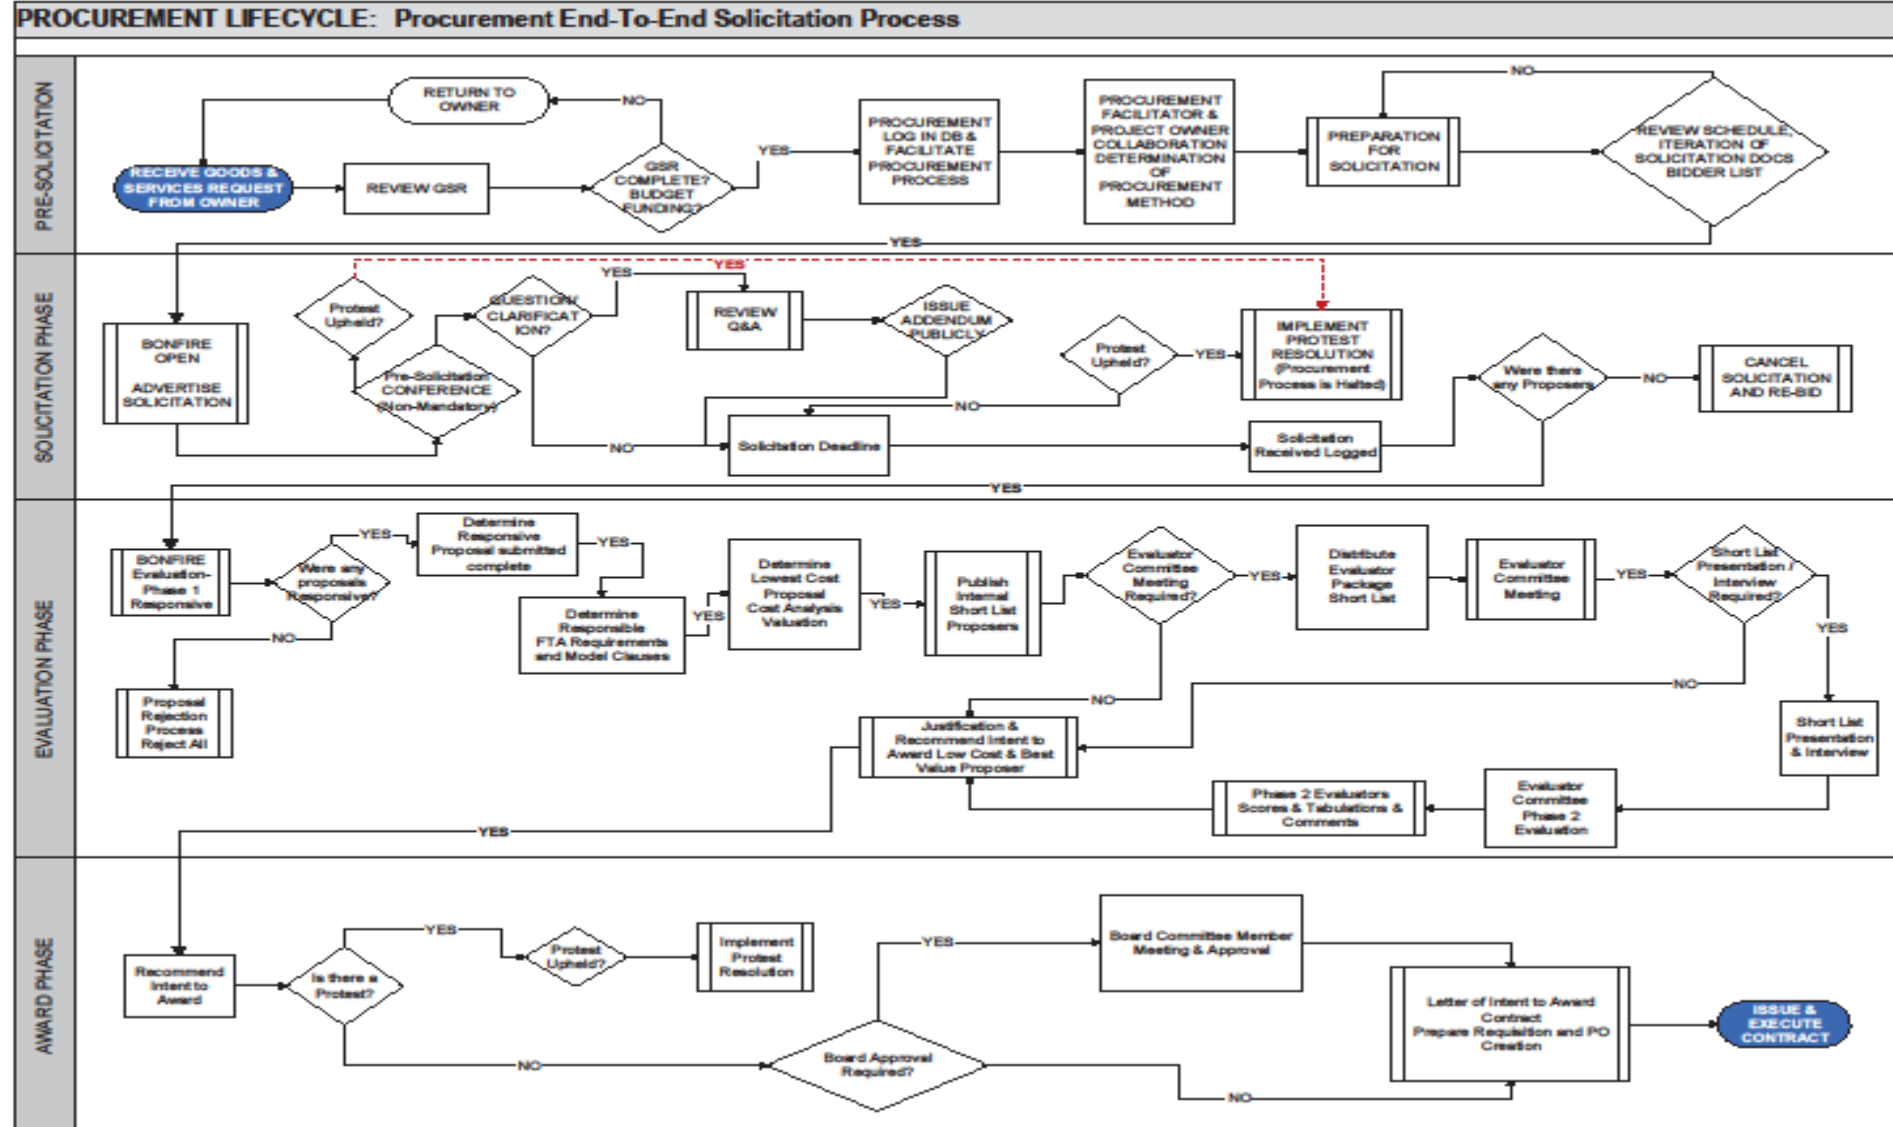 PROCUREMENT LIFECYCLE: Procurement End-To-End Solicitation Process
PRE-SOLICITATION
RETURN TO
OWNER
NO
RECEIVE GOODS &
SERVICES REQUEST
FROM OWNER
REVIEW GSR
GSR
COMPLETE?
BUDGET
FUNDING?
YES
PROCUREMENT
LOG IN DB &
FACILITATE
PROCUREMENT
PROCESS
PROCUREMENT
FACILITATOR &
PROJECT OWNER
COLLABORATION
DETERMINATION
OF
PROCUREMENT
METHOD
PREPARATION
FOR
SOLICITATION
NO
REVIEW SCHEDULE,
ITERATION OF
SOLICITATION DOCS
BIDDER LIST
YES
SOLICITATION PHASE
BONFIRE
OPEN
ADVERTISE
SOLICITATION
Protest
Upheld?
YES
Pre-Solicitation
CONFERENCE
(Non-Mandatory)
QUESTION/
CLARIFICAT
ION?
YES
NO
REVIEW
Q&A
ISSUE
ADDENDUM
PUBLICLY
Solicitation Deadline
Protest
Upheld?
YES
NO
IMPLEMENT
PROTEST
RESOLUTION
(Procurement
Process is Halted)
Solicitation
Received Logged
Were there
any Proposers
NO
CANCEL
SOLICITATION
AND RE-BID
YES
EVALUATION PHASE
BONFIRE
Evaluation-
Phase 1
Responsive
Were any
proposals
Responsive?
YES
NO
Proposal
Rejection
Process
Reject All
Determine
Responsive
Proposal submitted
complete
YES
Determine
Responsible
FTA Requirements
and Model Clauses
YES
Determine
Lowest Cost
Proposal
Cost Analysis
Valuation
YES
Publish
Internal
Short List
Proposers
Evaluator
Committee
Meeting
Required?
YES
NO
Distribute
Evaluator
Package
Short List
Evaluator
Committee
Meeting
YES
Short List
Presentation /
Interview
Required?
YES
NO
Short List
Presentation
& Interview
Evaluator
Committee
Phase 2
Evaluation
Phase 2 Evaluators
Scores & Tabulations &
Comments
Justification &
Recommend Intent to
Award Low Cost & Best
Value Proposer
YES
AWARD PHASE
Recommend
Intent to
Award
Is there a
Protest?
YES
NO
Protest
Upheld?
Implement
Protest
Resolution
Board Approval
Required?
YES
NO
Board Committee Member
Meeting & Approval
Letter of Intent to Award
Contract
Prepare Requisition and PO
Creation
ISSUE &
EXECUTE
CONTRACT